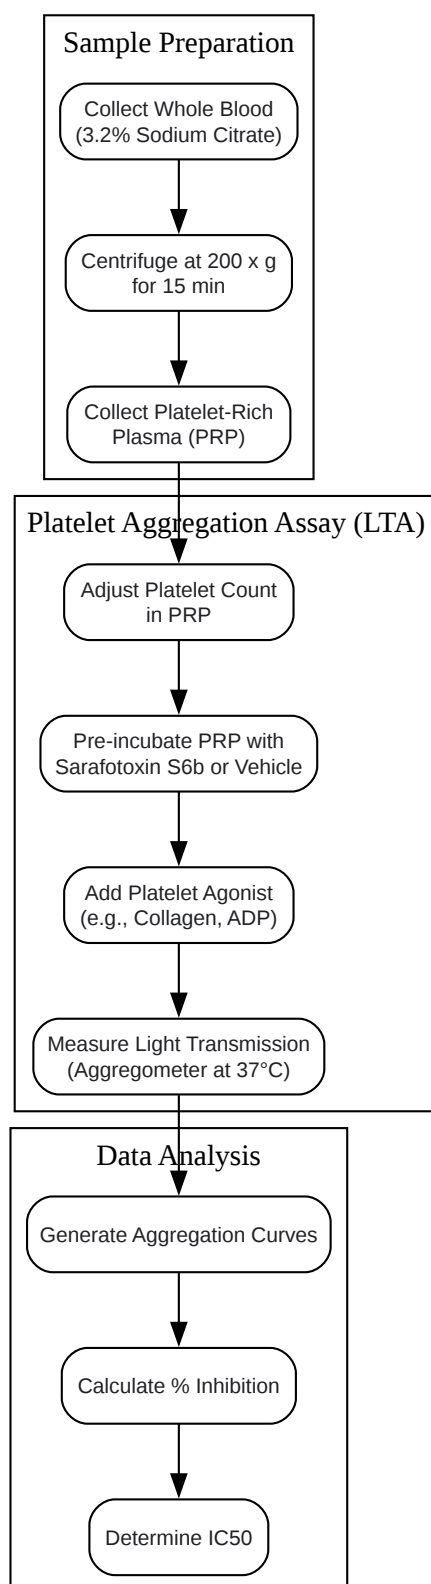 Sample Preparation
Collect Whole Blood
(3.2% Sodium Citrate)
Centrifuge at 200 x g
for 15 min
Collect Platelet-Rich
Plasma (PRP)
Platelet Aggregation Assay (LTA)
Adjust Platelet Count
in PRP
Pre-incubate PRP with
Sarafotoxin S6b or Vehicle
Add Platelet Agonist
(e.g., Collagen, ADP)
Measure Light Transmission
(Aggregometer at 37°C)
Data Analysis
Generate Aggregation Curves
Calculate % Inhibition
Determine IC50